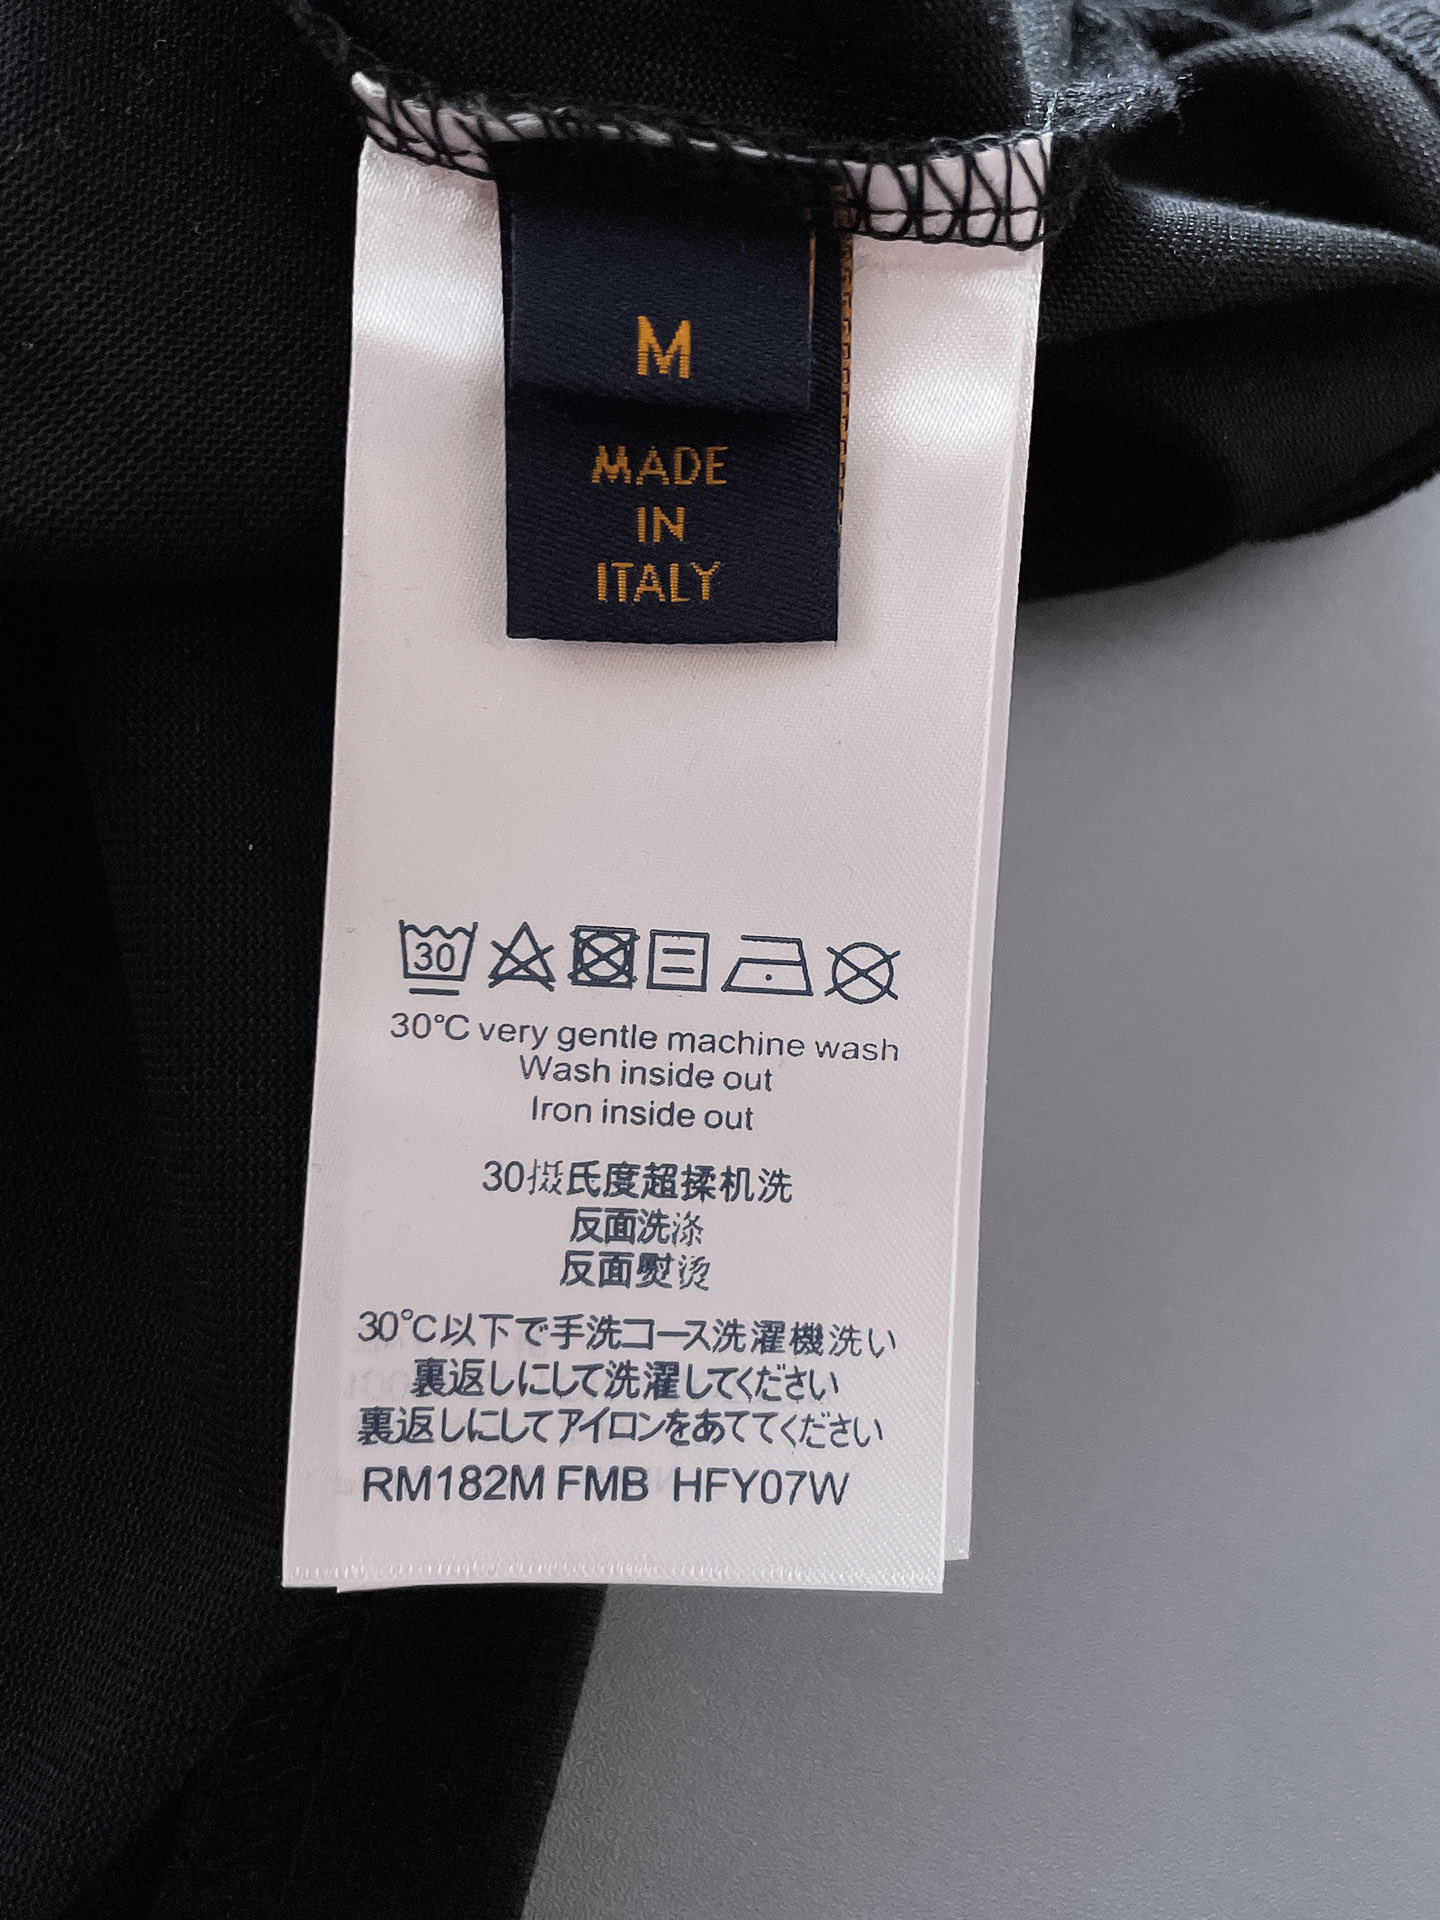 M
MADE
IN
ITALY
30
30°C very gentle machine wash
Wash inside out
Iron inside out
30摄氏度超揉机洗
反面洗涤
反面熨烫
30°C以下で手洗コース洗濯機洗い
裏返しにして洗濯してください
裏返しにしてアイロンをあててください
RM182M FMB HFY07W